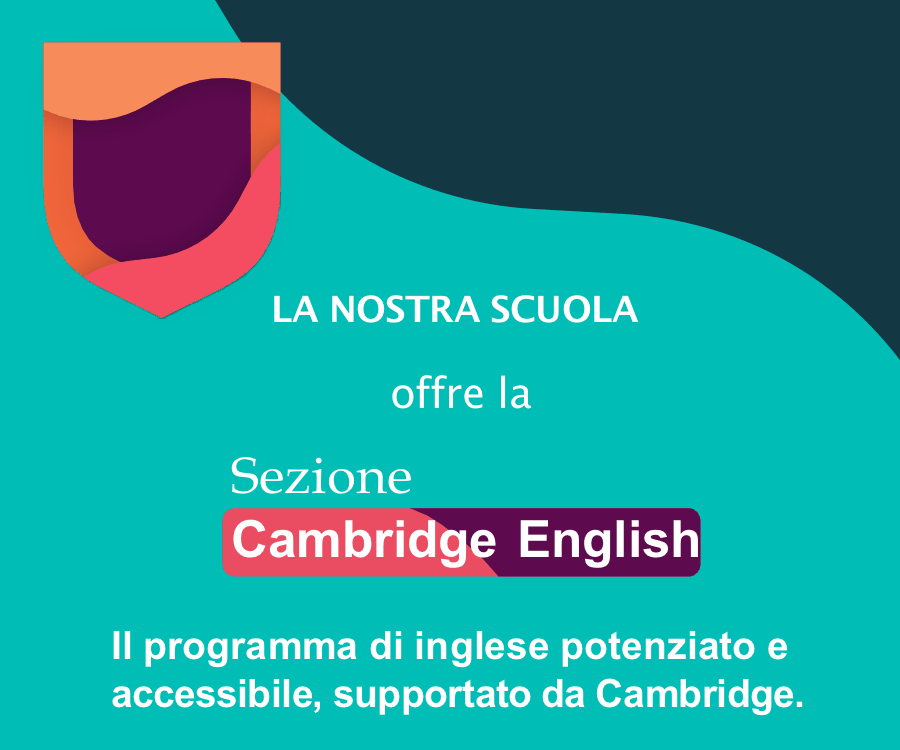 LA NOSTRA SCUOLA
offre la
Sezione
Cambridge English
Il programma di inglese potenziato e
accessibile, supportato da Cambridge.